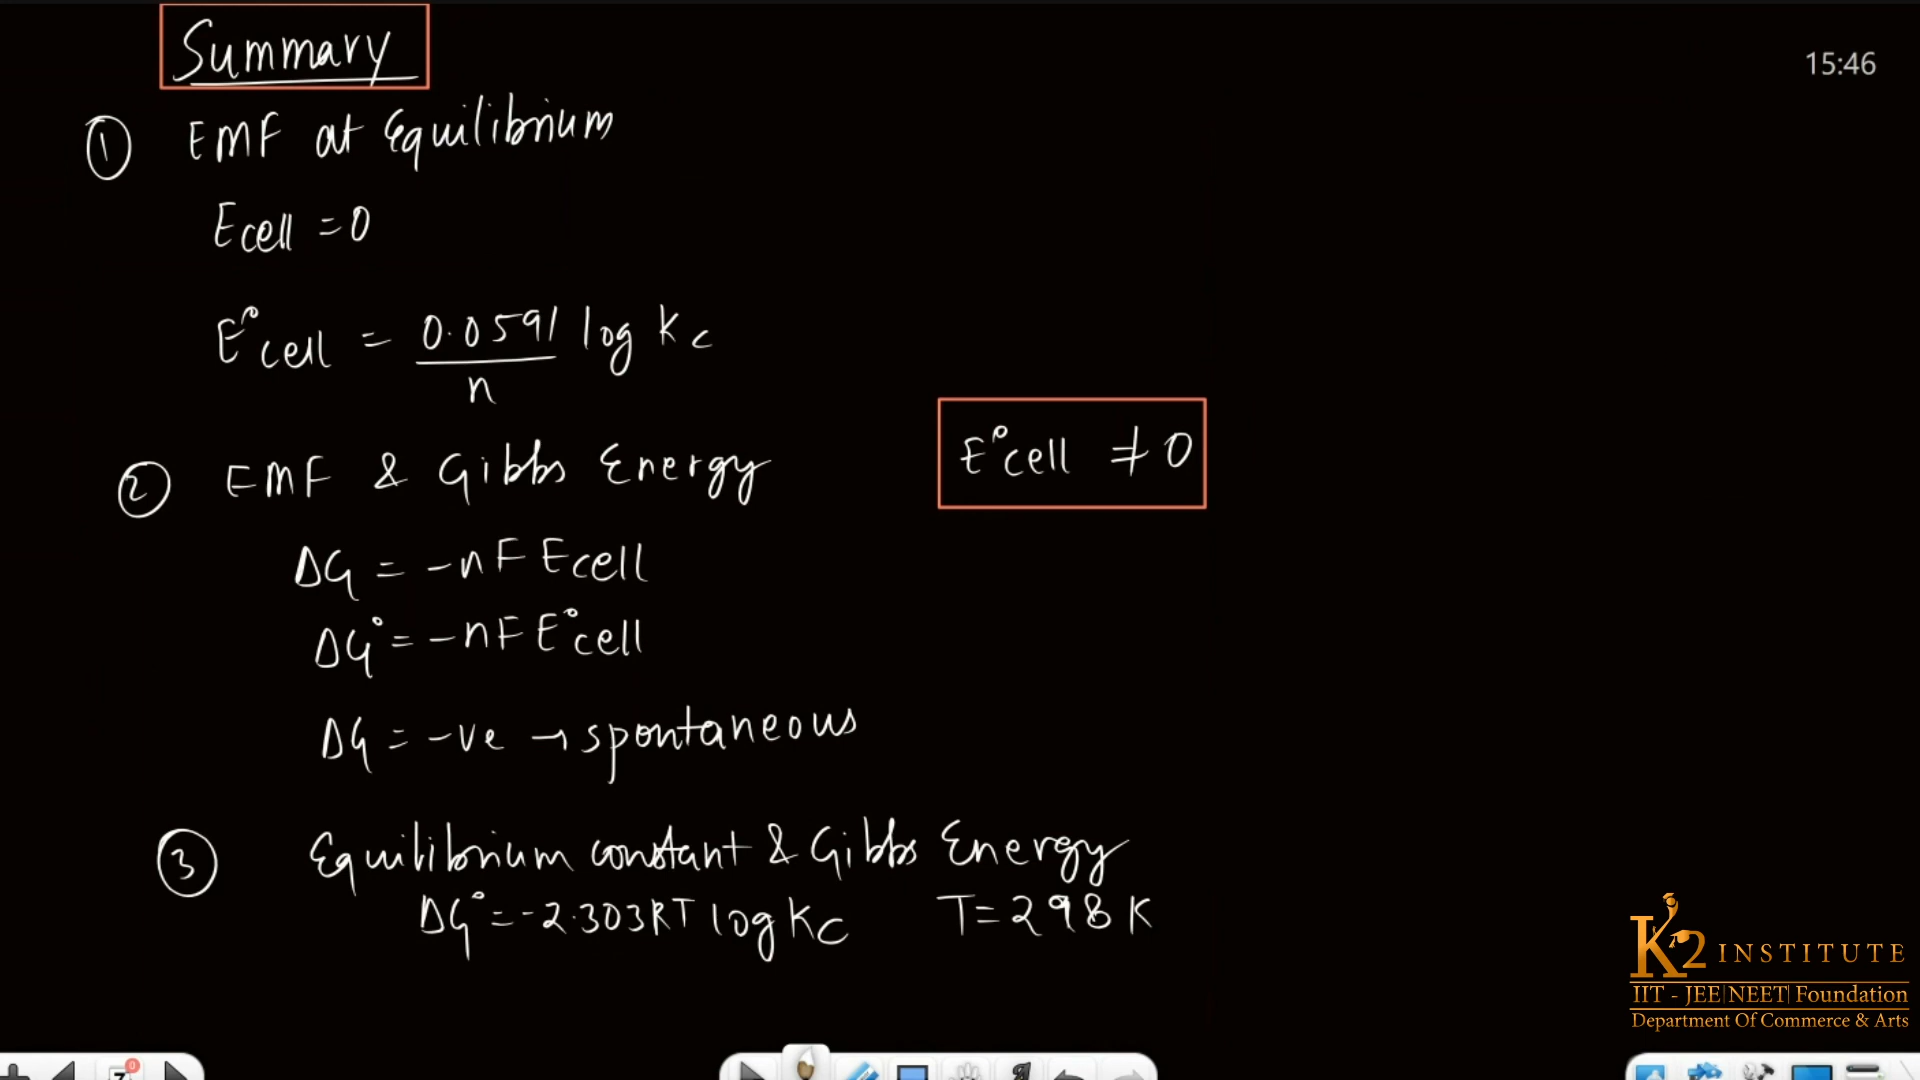 Summary
15:46
① EMF at Equilibrium
Ecell = 0
E°cell = 0.0591/n log Kc
② EMF & Gibbs Energy
E°cell ≠ 0
ΔG = -nFEcell
ΔG° = -nFE°cell
ΔG = -ve → spontaneous
③ Equilibrium constant & Gibbs Energy
ΔG° = -2.303RT log Kc T = 298 K
K2 INSTITUTE
IIT - JEE|NEET| Foundation
Department Of Commerce & Arts
7
0